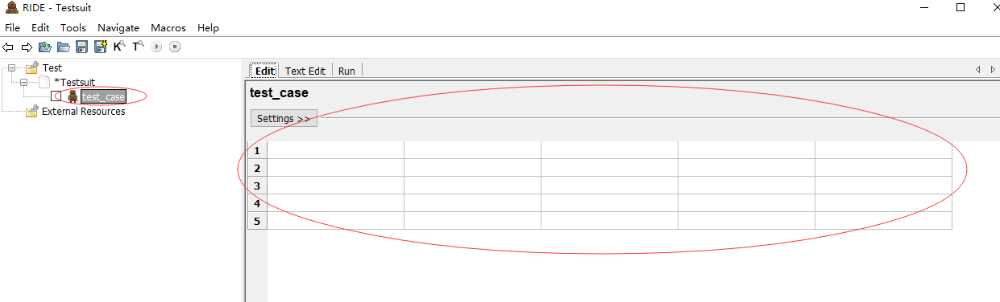 RIDE - Testsuit
File Edit Tools Navigate Macros Help
K T
Test
*Testsuit
test_case
External Resources
Edit Text Edit Run
test_case
Settings >>
1
2
3
4
5